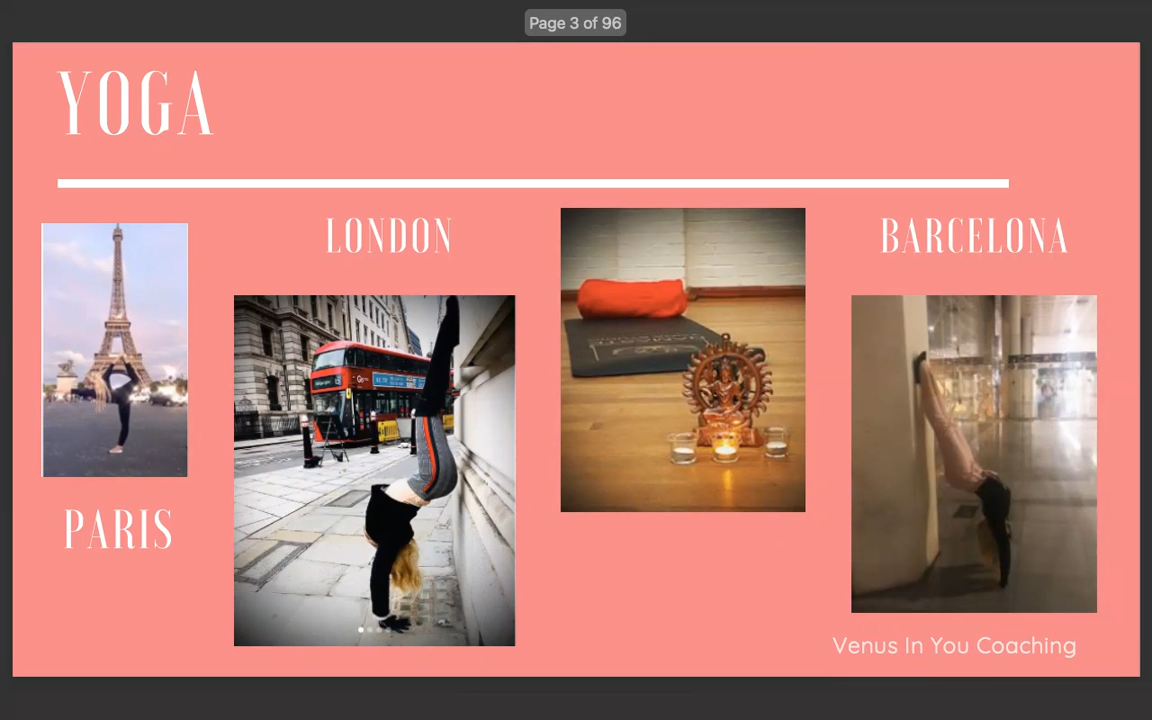 Page 3 of 96
YOGA
LONDON
BARCELONA
PARIS
Venus In You Coaching